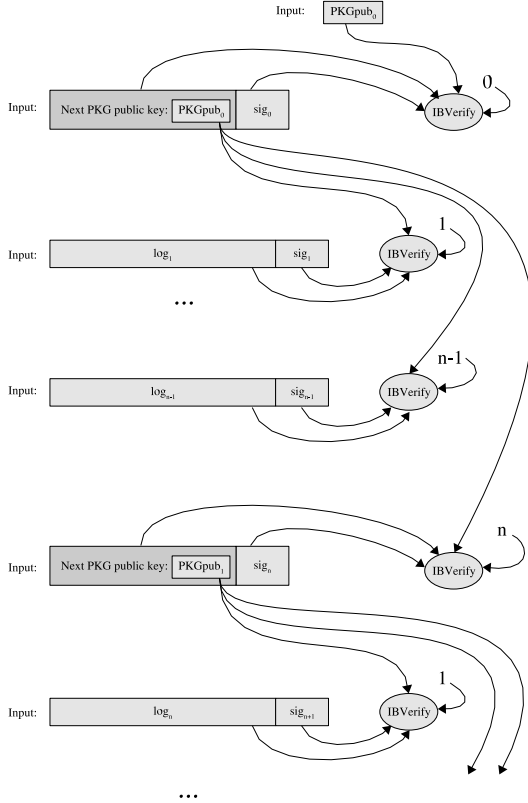 Input: PKGpub₀
0
Input: Next PKG public key: PKGpub₀ sig₀ IBVerify
1
Input: log₁ sig₁ IBVerify
...
n-1
Input: logₙ₋₁ sigₙ₋₁ IBVerify
n
Input: Next PKG public key: PKGpub₁ sigₙ IBVerify
1
Input: logₙ sigₙ₊₁ IBVerify
...